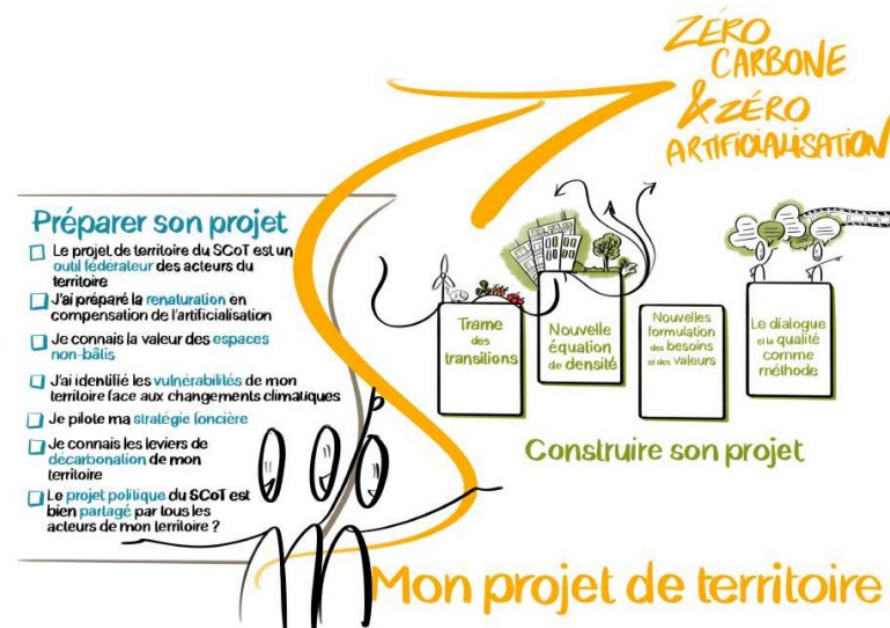 ZÉRO
CARBONE
& ZÉRO
ARTIFICIALISATION
Préparer son projet
Le projet de territoire du SCoT est un
outil fédérateur des acteurs du
territoire
J'ai préparé la renaturation en
compensation de l'artificialisation
Je connais la valeur des espaces
non-bâtis
J'ai identifié les vulnérabilités de mon
territoire face aux changements climatiques
Je pilote ma stratégie foncière
Je connais les leviers de
décarbonation de mon
territoire
Le projet politique du SCoT est
bien partagé par tous les
acteurs de mon territoire ?
Trame
des
transitions
Nouvelle
équation
de densité
Nouvelles
formulation
des besoins
et des valeurs
Le dialogue
et la qualité
comme
méthode
Construire son projet
Mon projet de territoire